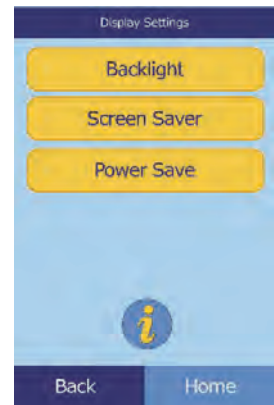 Display Settings
Backlight
Screen Saver
Power Save
i
Back Home